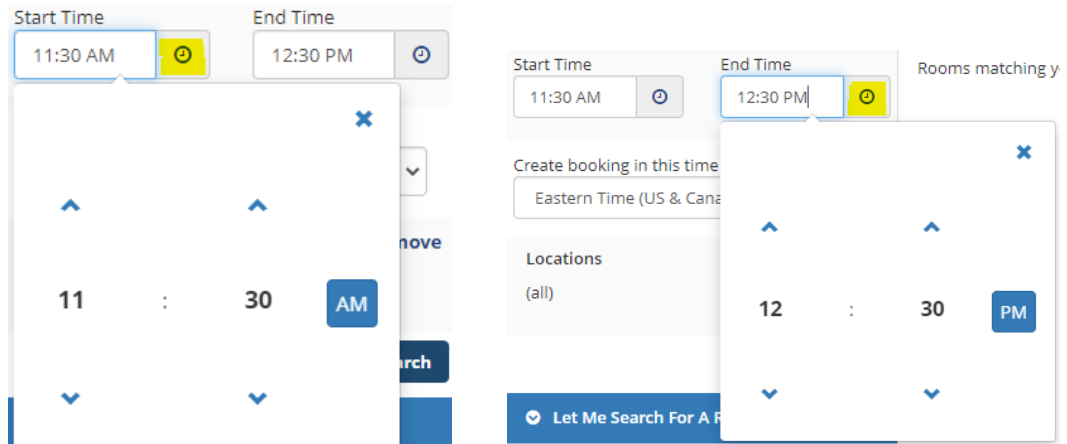 Start Time End Time
11:30 AM 12:30 PM
move
11 : 30 AM
arch
Start Time End Time Rooms matching y
11:30 AM 12:30 PM
Create booking in this time
Eastern Time (US & Cana
Locations
(all)
12 : 30 PM
Let Me Search For A R